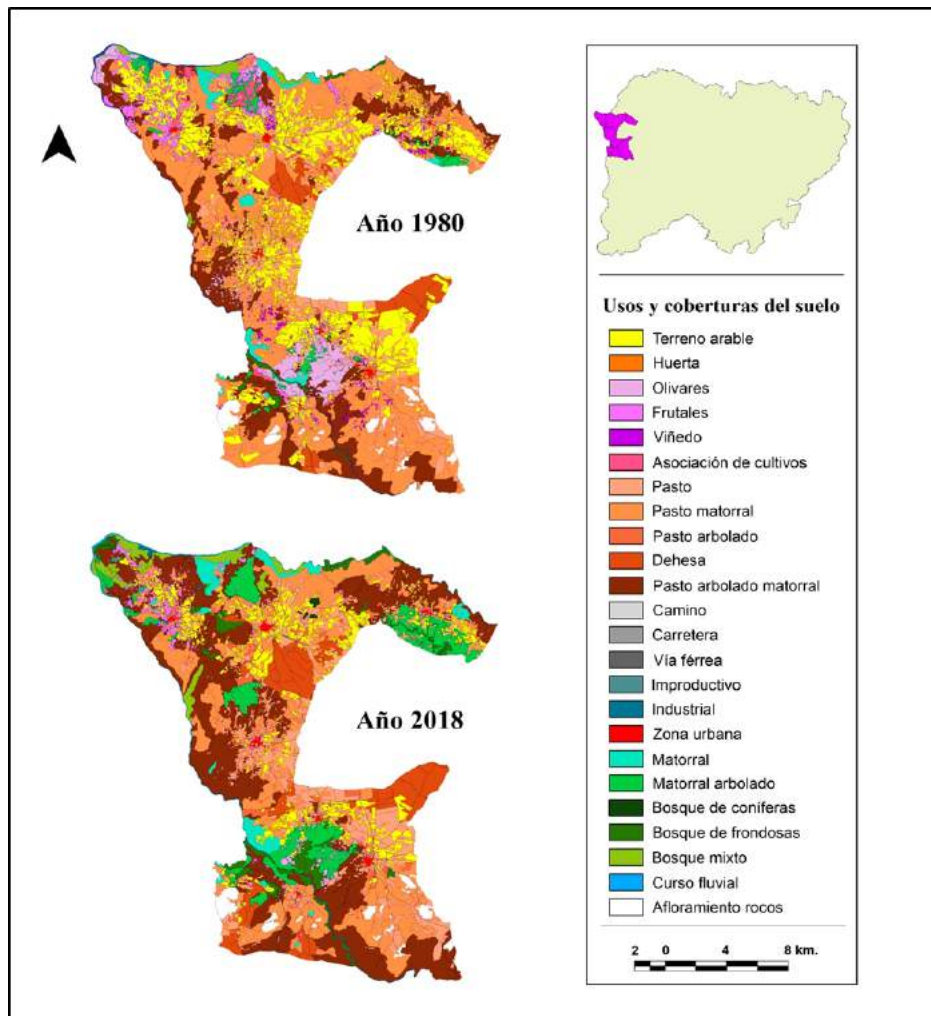 Año 1980
Año 2018
Usos y coberturas del suelo
Terreno arable
Huerta
Olivares
Frutales
Viñedo
Asociación de cultivos
Pasto
Pasto matorral
Pasto arbolado
Dehesa
Pasto arbolado matorral
Camino
Carretera
Vía férrea
Improductivo
Industrial
Zona urbana
Matorral
Matorral arbolado
Bosque de coníferas
Bosque de frondosas
Bosque mixto
Curso fluvial
Afloramiento rocos
2 0 4 8 km.